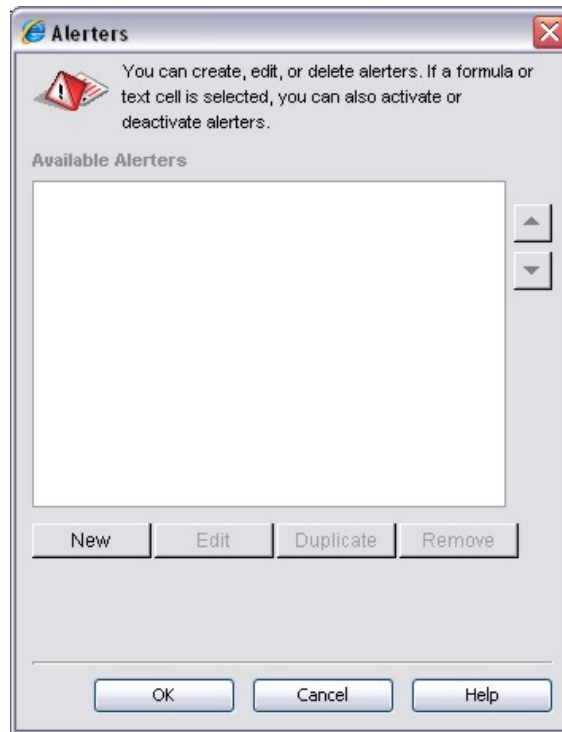 Alerters
You can create, edit, or delete alerters. If a formula or
text cell is selected, you can also activate or
deactivate alerters.
Available Alerters
New Edit Duplicate Remove
OK Cancel Help